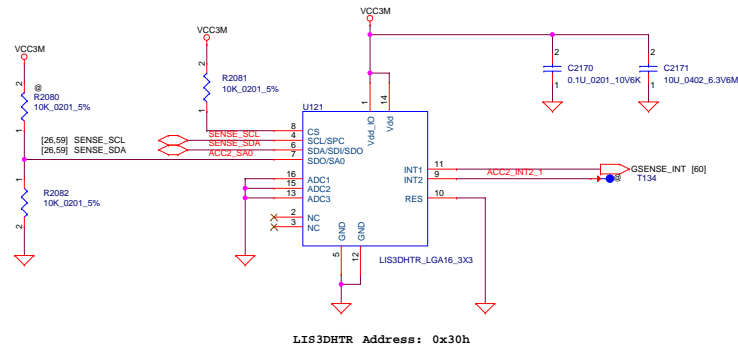 VCC3M
VCC3M
VCC3M
2
@
R2080
10K_0201_5%
1
2
R2081
10K_0201_5%
1
2
C2170
0.1U_0201_10V6K
1
2
C2171
10U_0402_6.3V6M
1
U121
1
Vdd_IO
14
Vdd
[26,59] SENSE_SCL
[26,59] SENSE_SDA
SENSE_SCL
SENSE_SDA
ACC2_SA0
8 CS
4 SCL/SPC
6 SDA/SDI/SDO
7 SDO/SA0
16 ADC1
15 ADC2
13 ADC3
2 NC
3 NC
INT1 11
INT2 9
RES 10
ACC2_INT2_1
GSENSE_INT [60]
@
T134
1
R2082
10K_0201_5%
2
GND
5
GND
12
LIS3DHTR_LGA16_3X3
LIS3DHTR Address: 0x30h